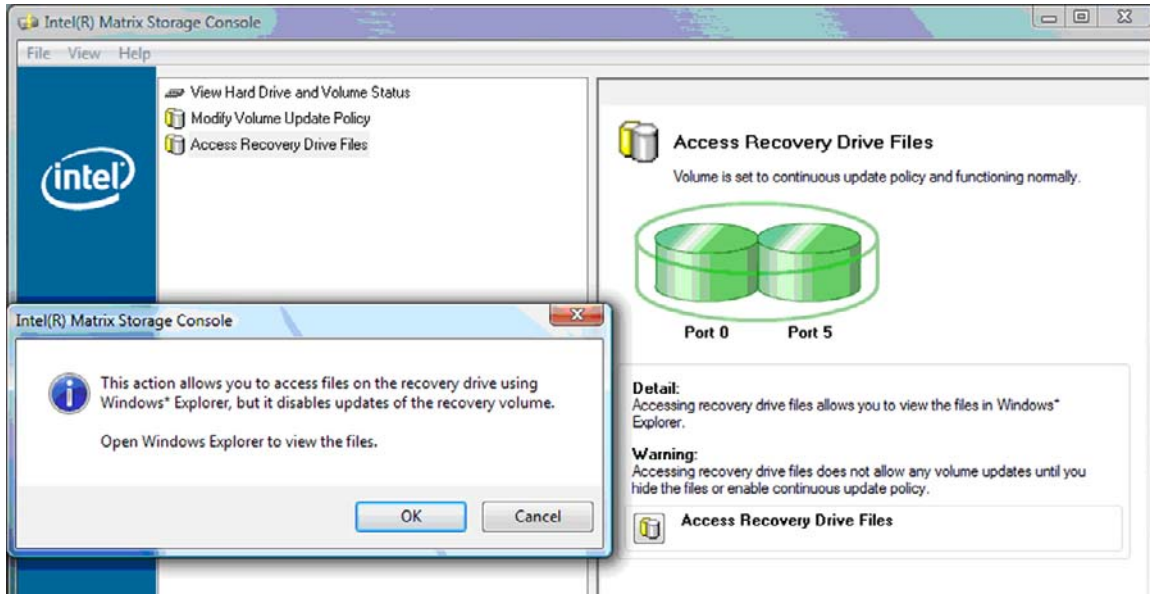 Intel(R) Matrix Storage Console
File View Help
intel
View Hard Drive and Volume Status
Modify Volume Update Policy
Access Recovery Drive Files
Access Recovery Drive Files
Volume is set to continuous update policy and functioning normally.
Port 0 Port 5
Intel(R) Matrix Storage Console
This action allows you to access files on the recovery drive using
Windows* Explorer, but it disables updates of the recovery volume.
Open Windows Explorer to view the files.
OK Cancel
Detail:
Accessing recovery drive files allows you to view the files in Windows*
Explorer.
Warning:
Accessing recovery drive files does not allow any volume updates until you
hide the files or enable continuous update policy.
Access Recovery Drive Files